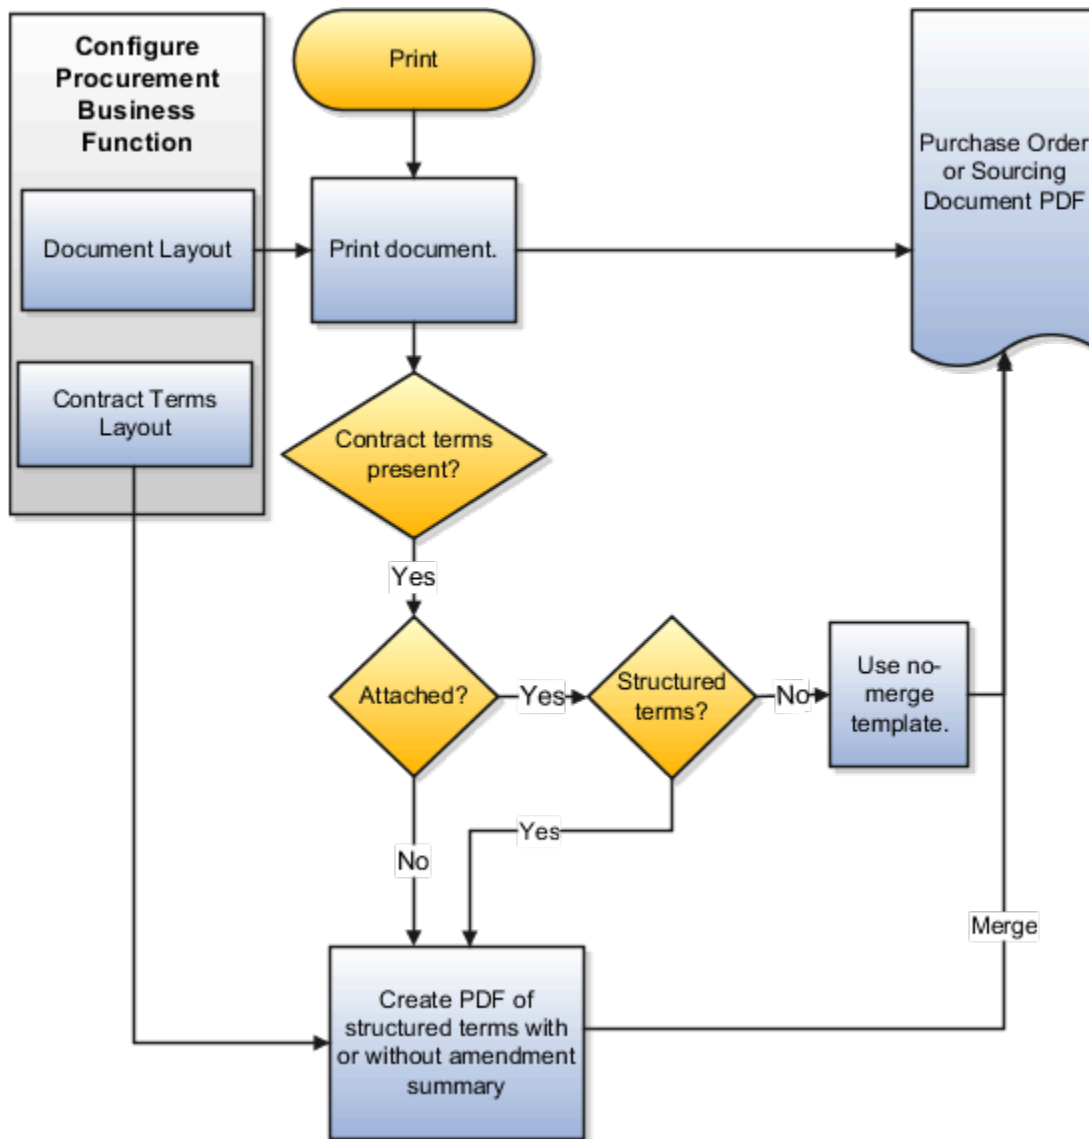 Configure
Procurement
Business
Function
Print
Purchase Order
or Sourcing
Document PDF
Document Layout
Print document.
Contract Terms
Layout
Contract terms
present?
Yes
Attached?
Yes
Structured
terms?
No
Use no-
merge
template.
Yes
No
Merge
Create PDF of
structured terms with
or without amendment
summary